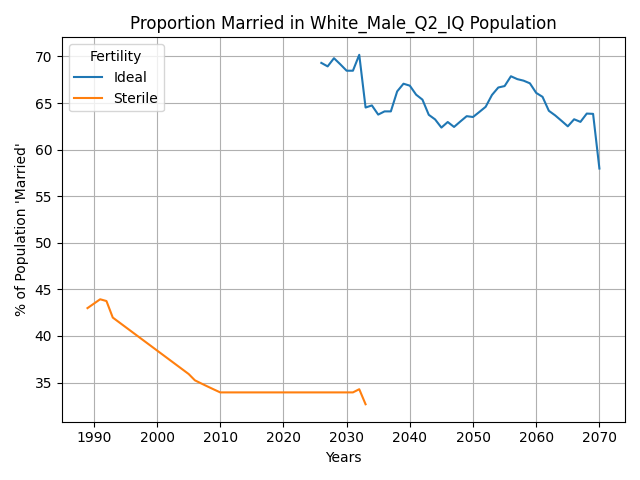 Proportion Married in White_Male_Q2_IQ Population
Fertility
Ideal
Sterile
% of Population 'Married'
70
65
60
55
50
45
40
35
1990 2000 2010 2020 2030 2040 2050 2060 2070
Years